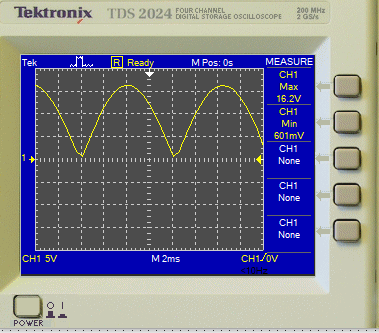 Tektronix TDS 2024 FOUR CHANNEL DIGITAL STORAGE OSCILLOSCOPE 200 MHz 2 GS/s
Tek R Ready M Pos: 0s MEASURE
CH1
Max
16.2V
CH1
Min
601mV
CH1
None
CH1
None
CH1
None
1
CH1 5V M 2ms CH1/0V
O I
POWER